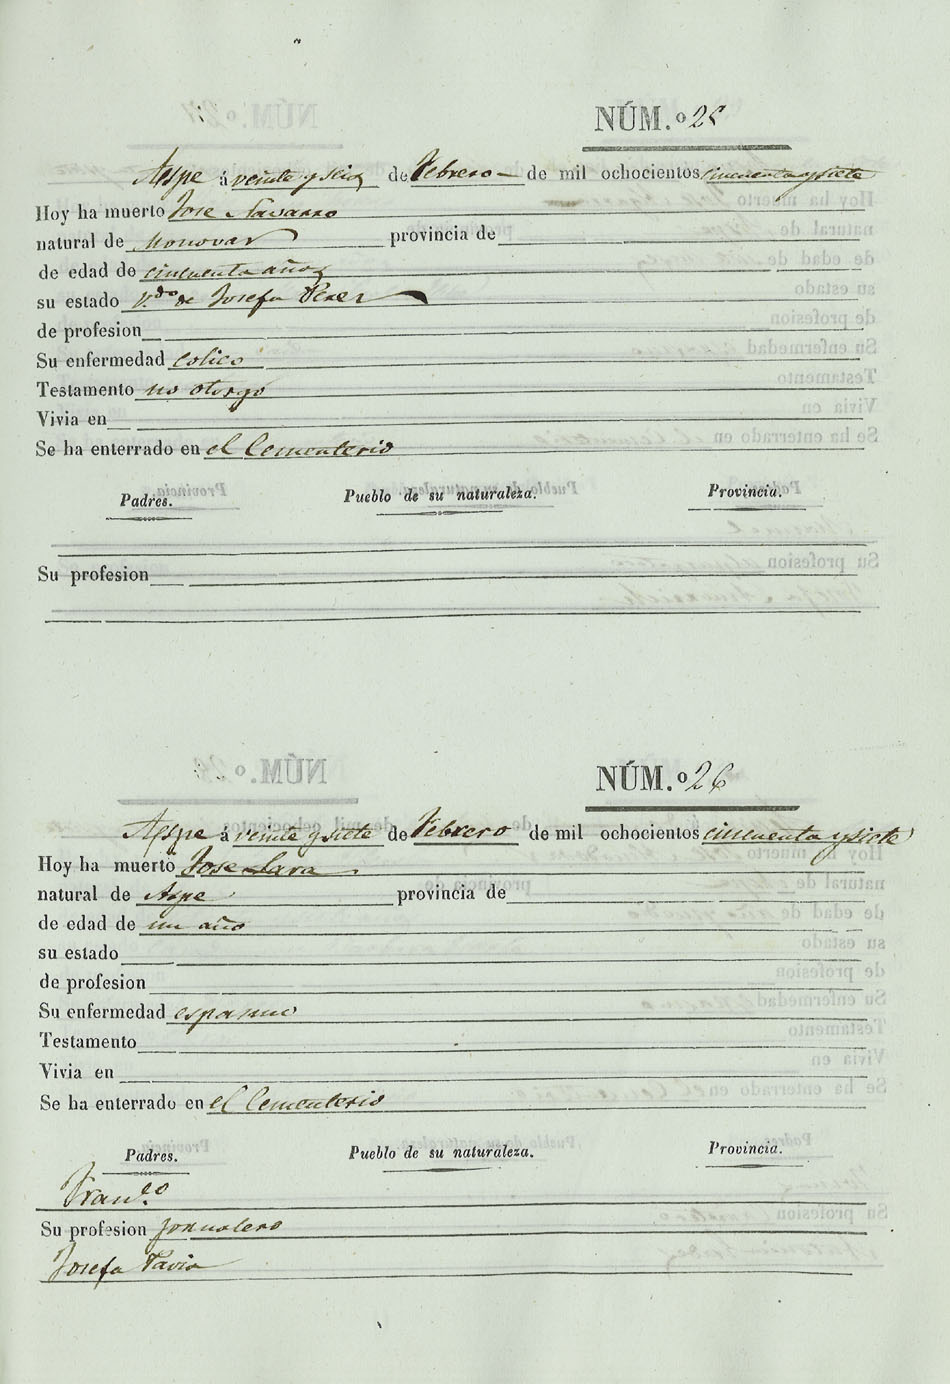 NÚM.º 25
Aspe á veinte y seis de Febrero de mil ochocientos cincuenta y siete
Hoy ha muerto Jose Navarro
natural de Monovar provincia de
de edad de cincuenta años
su estado V.do de Josefa Perez
de profesion
Su enfermedad colico
Testamento no otorgó
Vivia en
Se ha enterrado en el Cementerio
Padres. Pueblo de su naturaleza. Provincia.
Su profesion
NÚM.º 26
Aspe á veinte y siete de Febrero de mil ochocientos cincuenta y siete
Hoy ha muerto Jose Lara
natural de Aspe provincia de
de edad de un año
su estado
de profesion
Su enfermedad espasmo
Testamento
Vivia en
Se ha enterrado en el Cementerio
Padres. Pueblo de su naturaleza. Provincia.
Fran.co
Su profesion jornalero
Josefa Pavia